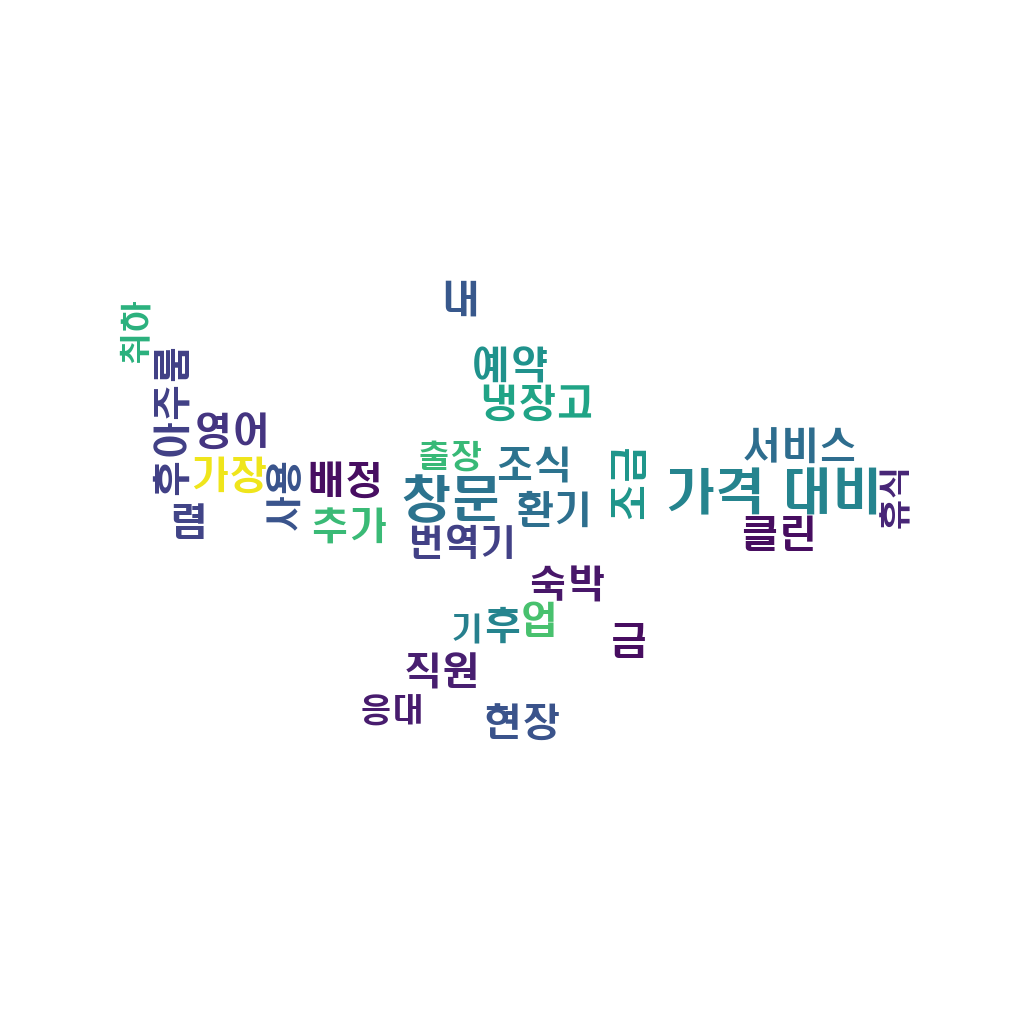 내
취하
예약
후아주룸
냉장고
영어
서비스
출장
조식
조금
가장
사용
배정
창문
환기
가격 대비
휴식
렘
추가
번역기
클린
숙박
기후
업
금
직원
응대
현장